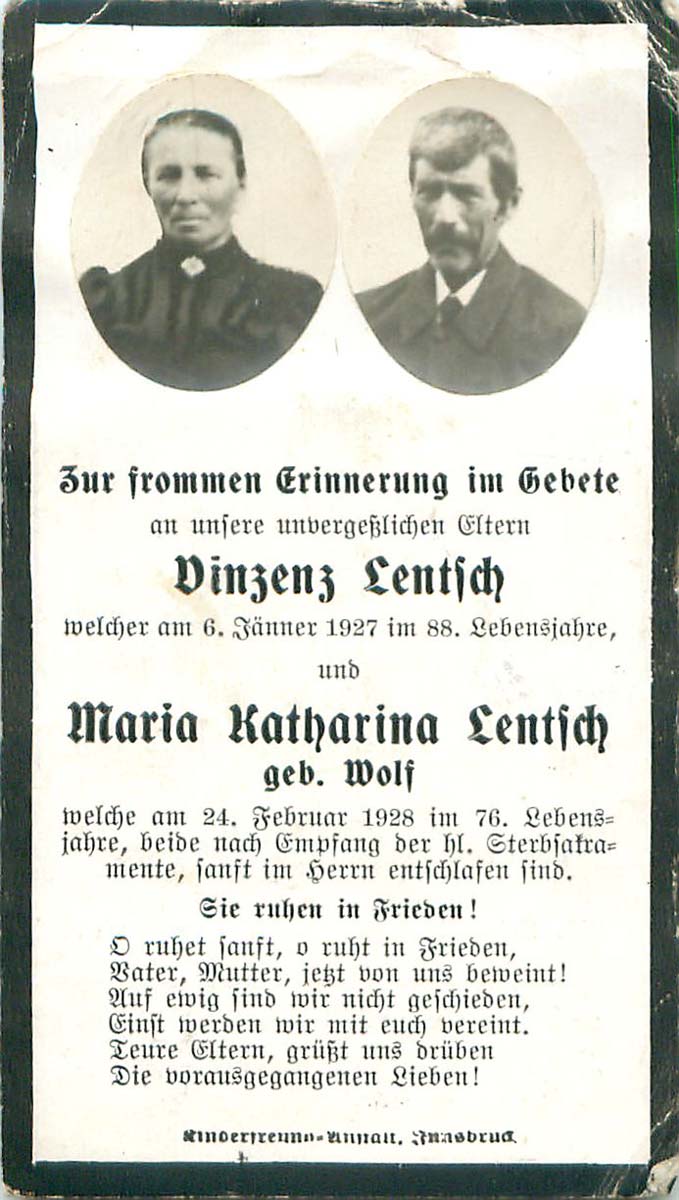 Zur frommen Erinnerung im Gebete
an unsere unvergeßlichen Eltern
Vinzenz Lentsch
welcher am 6. Jänner 1927 im 88. Lebensjahre,
und
Maria Katharina Lentsch
geb. Wolf
welche am 24. Februar 1928 im 76. Lebens=
jahre, beide nach Empfang der hl. Sterbsakra=
mente, sanft im Herrn entschlafen sind.
Sie ruhen in Frieden!
O ruhet sanft, o ruht in Frieden,
Vater, Mutter, jetzt von uns beweint!
Auf ewig sind wir nicht geschieden,
Einst werden wir mit euch vereint.
Teure Eltern, grüßt uns drüben
Die vorausgegangenen Lieben!
Kinderfreund=Anstalt, Innsbruck